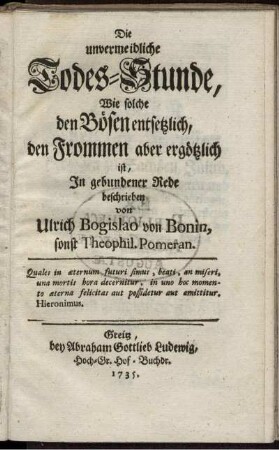 Die
unvermeidliche
Todes-Stunde,
Wie solche
den Bösen entsetzlich,
den Frommen aber ergötzlich
ist,
In gebundener Rede
beschrieben
von
Ulrich Bogislao von Bonin,
sonst Theophil. Pomeran.
Quales in æternum futuri simus, beati, an miseri,
una mortis hora decernitur, in uno hoc momen-
to æterna felicitas aut possidetur aut amittitur.
Hieronimus.
Greitz,
bey Abraham Gottlieb Ludewig,
Hoch-Gr. Hof-Buchdr.
1735.